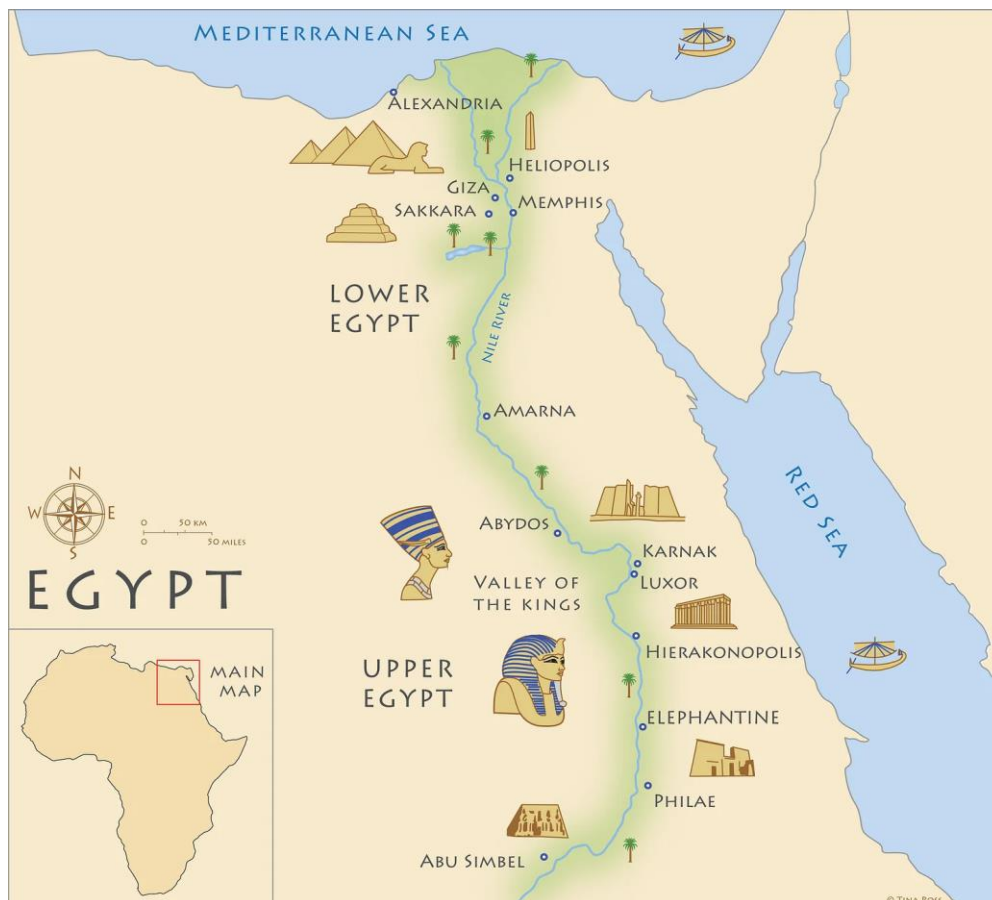 MEDITERRANEAN SEA
ALEXANDRIA
HELIOPOLIS
GIZA
SAKKARA
MEMPHIS
LOWER
EGYPT
NILE RIVER
AMARNA
RED SEA
N
W
E
S
0 50 KM
0 50 MILES
EGYPT
ABYDOS
KARNAK
LUXOR
VALLEY OF
THE KINGS
HIERAKONOPOLIS
UPPER
EGYPT
MAIN
MAP
ELEPHANTINE
PHILAE
ABU SIMBEL